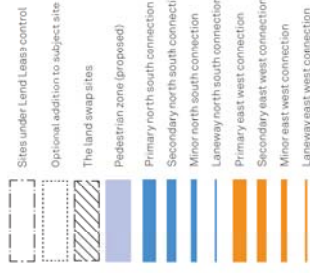 Sites under Lend Lease control
Optional addition to subject site
The land swap sites
Pedestrian zone (proposed)
Primary north south connection
Secondary north south connecti
Minor north south connection
Laneway north south connection
Primary east west connection
Secondary east west connection
Minor east west connection
Laneway east west connection